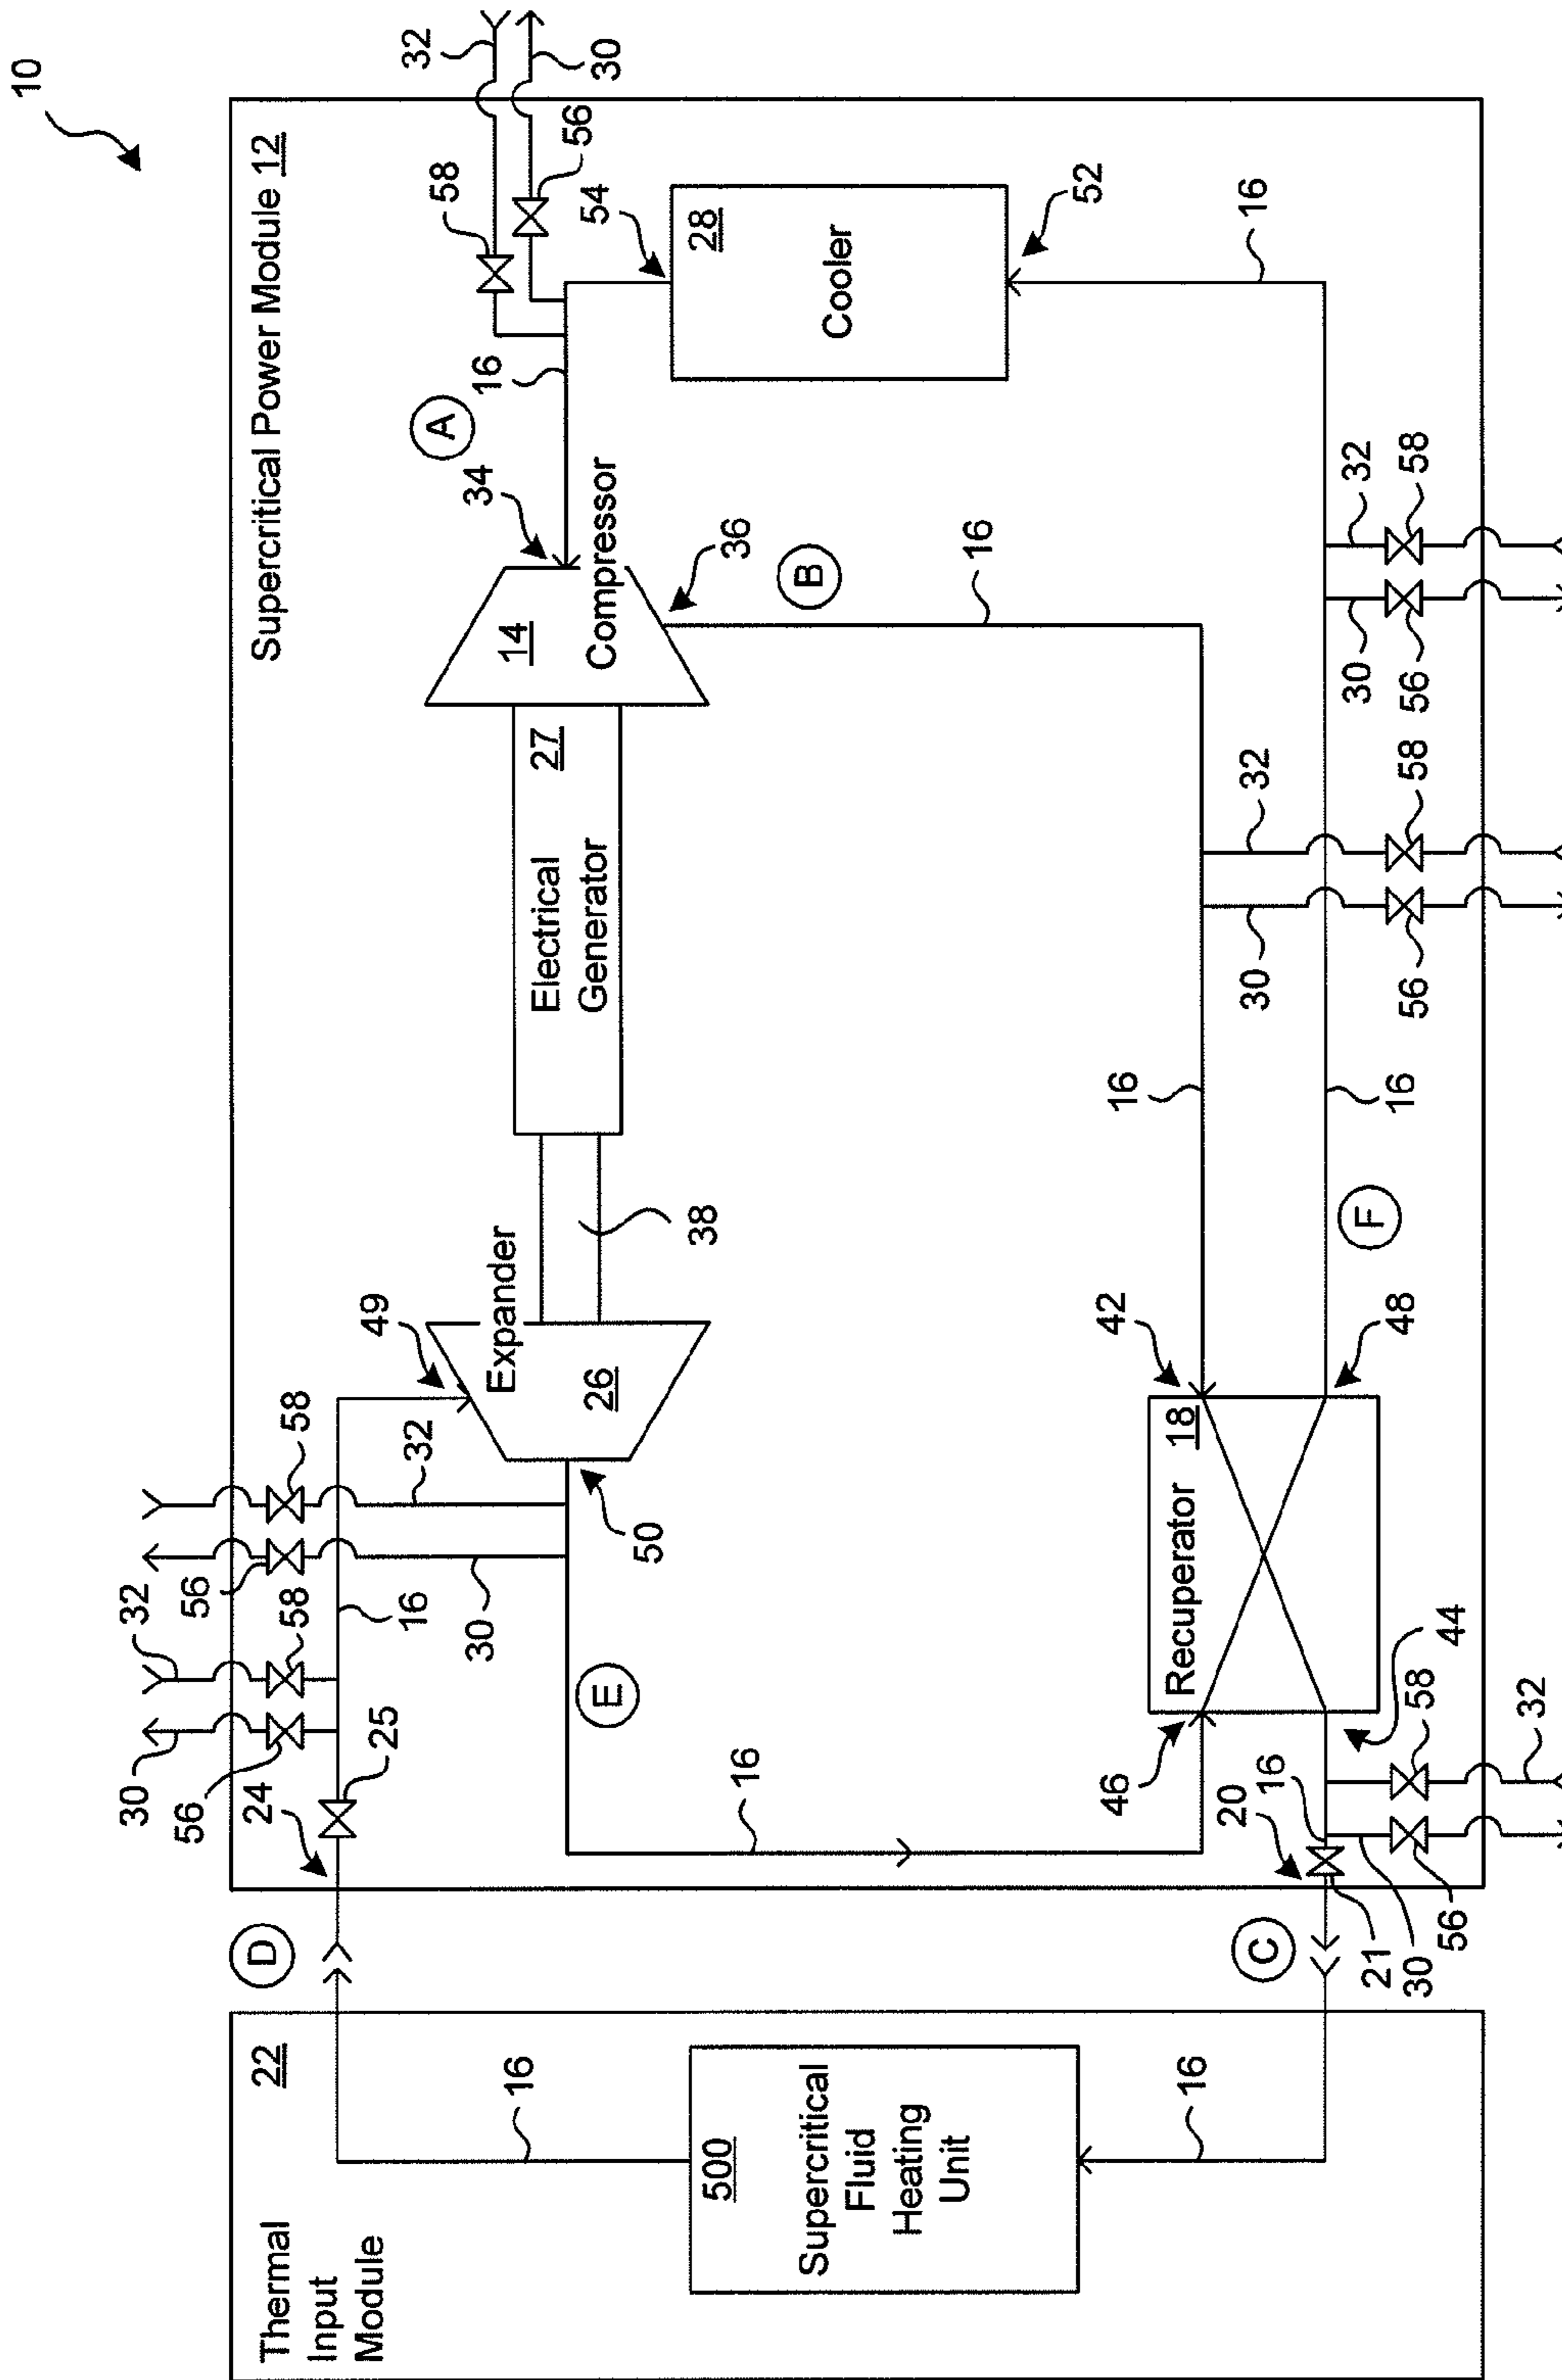 10
Thermal
Input
Module
22
Supercritical Power Module 12
500
Supercritical
Fluid
Heating
Unit
16
16
D
C
24
25
30
32
56
58
16
56
58
30
32
49
Expander
26
50
E
16
38
Electrical
Generator
27
14
Compressor
34
36
A
B
16
16
58
56
32
30
54
28
Cooler
52
16
46
Recuperator
18
42
44
48
F
16
16
20
16
21
30
56
58
32
30
32
56
58
30
32
56
58